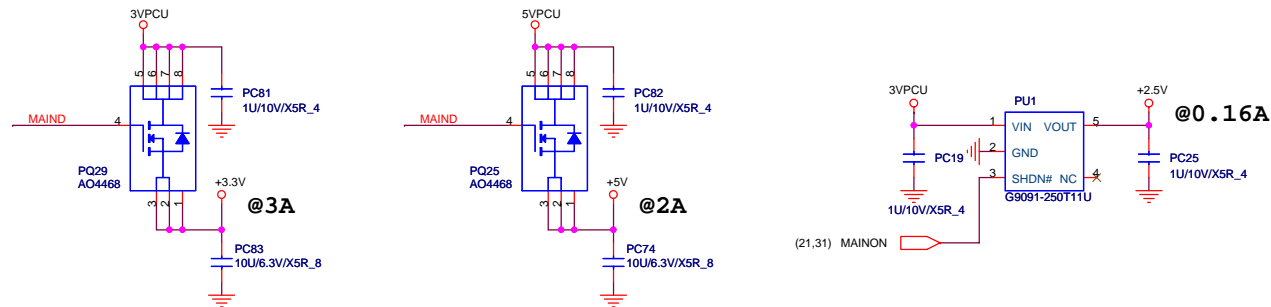 3VPCU
5
6
7
8
PC81
1U/10V/X5R_4
MAIND
4
PQ29
AO4468
3
2
1
+3.3V
@3A
PC83
10U/6.3V/X5R_8
5VPCU
5
6
7
8
PC82
1U/10V/X5R_4
MAIND
4
PQ25
AO4468
3
2
1
+5V
@2A
PC74
10U/6.3V/X5R_8
3VPCU
PU1
+2.5V
@0.16A
1 VIN VOUT 5
2 GND
3 SHDN# NC 4
G9091-250T11U
PC19
1U/10V/X5R_4
PC25
1U/10V/X5R_4
(21,31) MAINON